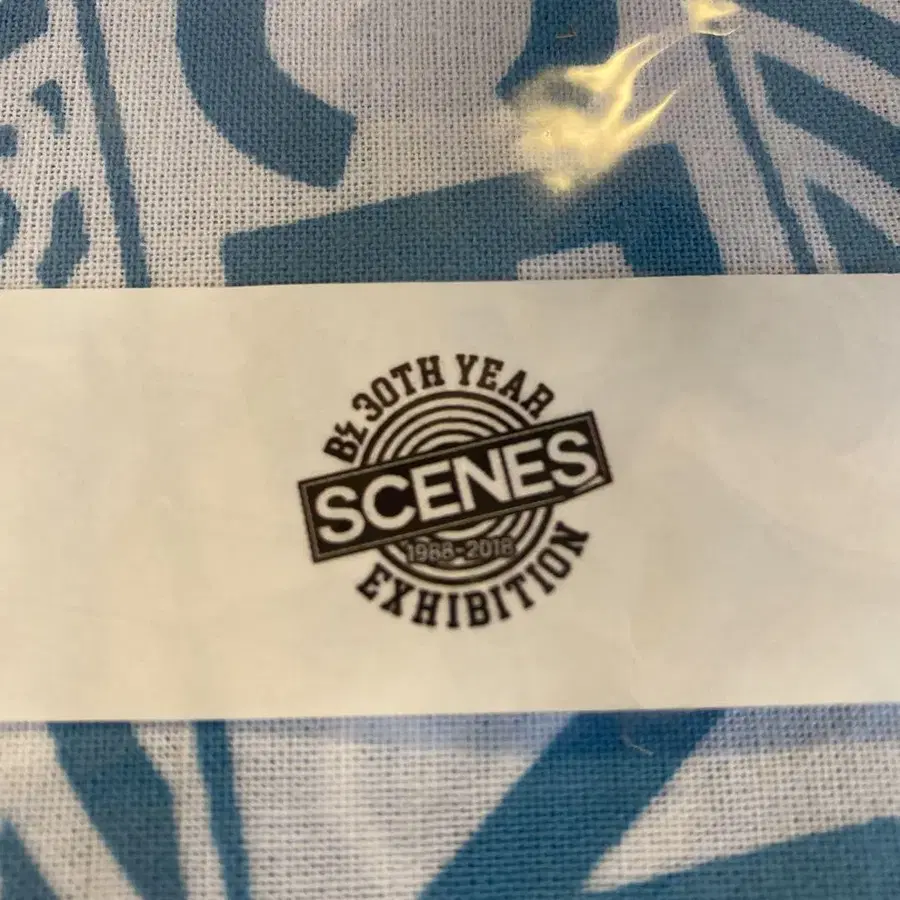 B'z 30TH YEAR
SCENES
1988-2018
EXHIBITION